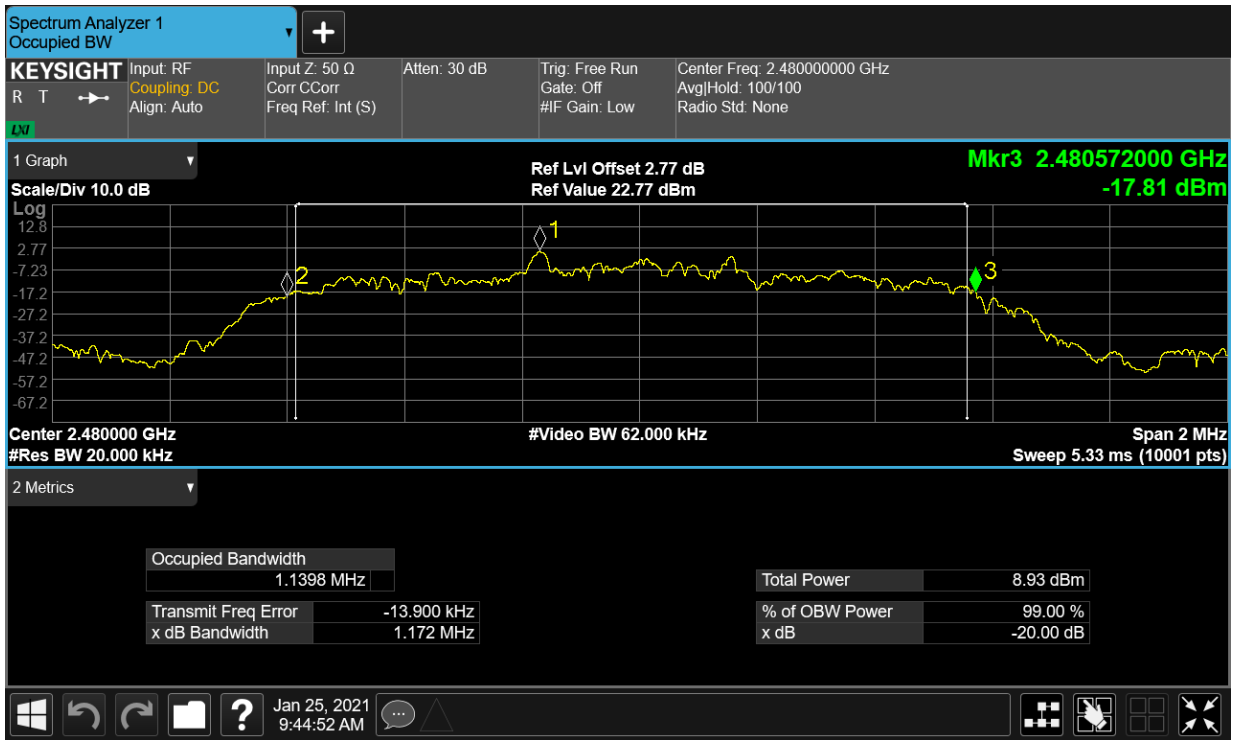 Spectrum Analyzer 1
Occupied BW
KEYSIGHT
R T
LXI
Input: RF
Coupling: DC
Align: Auto
Input Z: 50 Ω
Corr CCorr
Freq Ref: Int (S)
Atten: 30 dB
Trig: Free Run
Gate: Off
#IF Gain: Low
Center Freq: 2.480000000 GHz
Avg|Hold: 100/100
Radio Std: None
1 Graph
Scale/Div 10.0 dB
Ref Lvl Offset 2.77 dB
Ref Value 22.77 dBm
Mkr3 2.480572000 GHz
-17.81 dBm
Log
12.8
2.77
-7.23
-17.2
-27.2
-37.2
-47.2
-57.2
-67.2
1
2
3
Center 2.480000 GHz
#Res BW 20.000 kHz
#Video BW 62.000 kHz
Span 2 MHz
Sweep 5.33 ms (10001 pts)
2 Metrics
Occupied Bandwidth
1.1398 MHz
Transmit Freq Error -13.900 kHz
x dB Bandwidth 1.172 MHz
Total Power 8.93 dBm
% of OBW Power 99.00 %
x dB -20.00 dB
?
Jan 25, 2021
9:44:52 AM